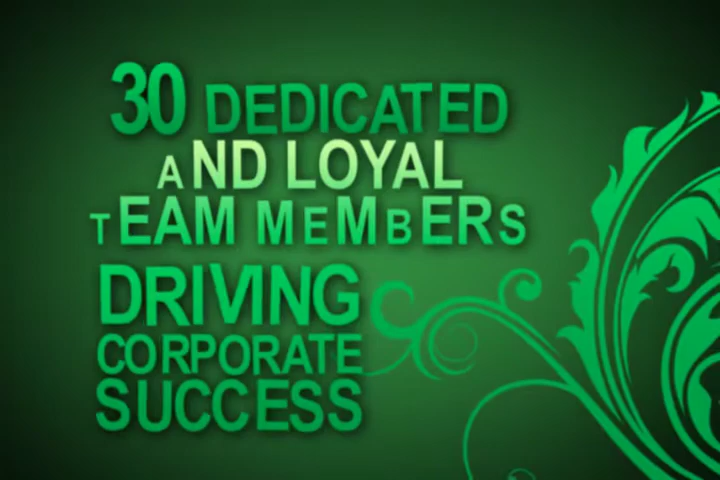 30 DEDICATED
AND LOYAL
TEAM MEMBERS
DRIVING
CORPORATE
SUCCESS